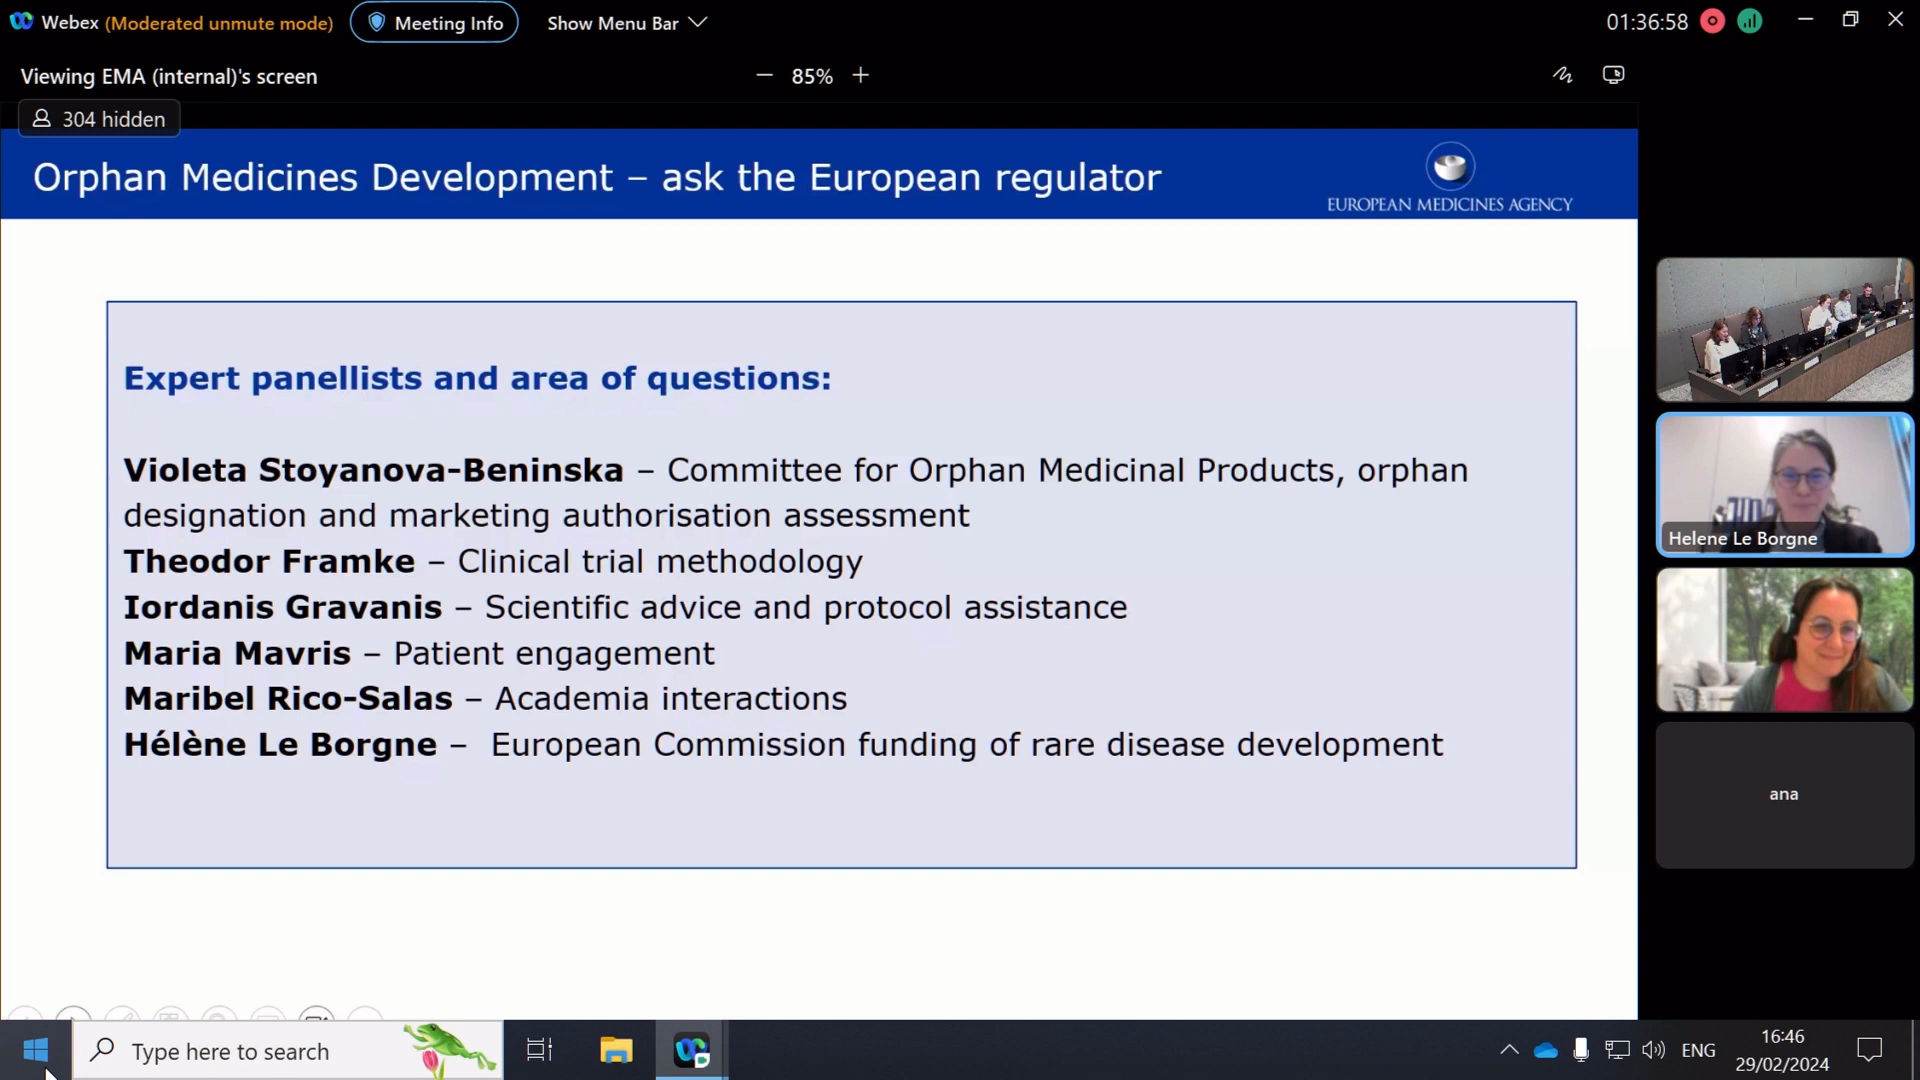 Webex (Moderated unmute mode) Meeting Info Show Menu Bar 01:36:58
Viewing EMA (internal)'s screen 85%
304 hidden
Orphan Medicines Development – ask the European regulator
EUROPEAN MEDICINES AGENCY
Expert panellists and area of questions:
Violeta Stoyanova-Beninska – Committee for Orphan Medicinal Products, orphan
designation and marketing authorisation assessment
Theodor Framke – Clinical trial methodology
Iordanis Gravanis – Scientific advice and protocol assistance
Maria Mavris – Patient engagement
Maribel Rico-Salas – Academia interactions
Hélène Le Borgne – European Commission funding of rare disease development
Helene Le Borgne
ana
Type here to search
ENG
16:46
29/02/2024